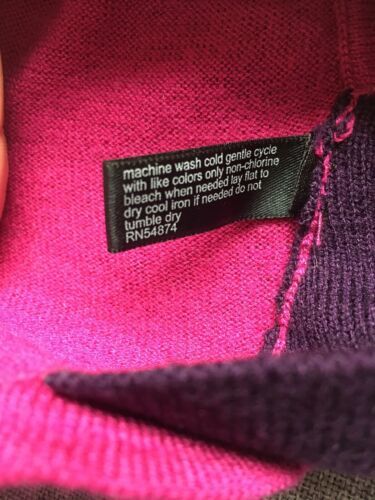 machine wash cold gentle cycle
with like colors only non-chlorine
bleach when needed lay flat to
dry cool iron if needed do not
tumble dry
RN54874